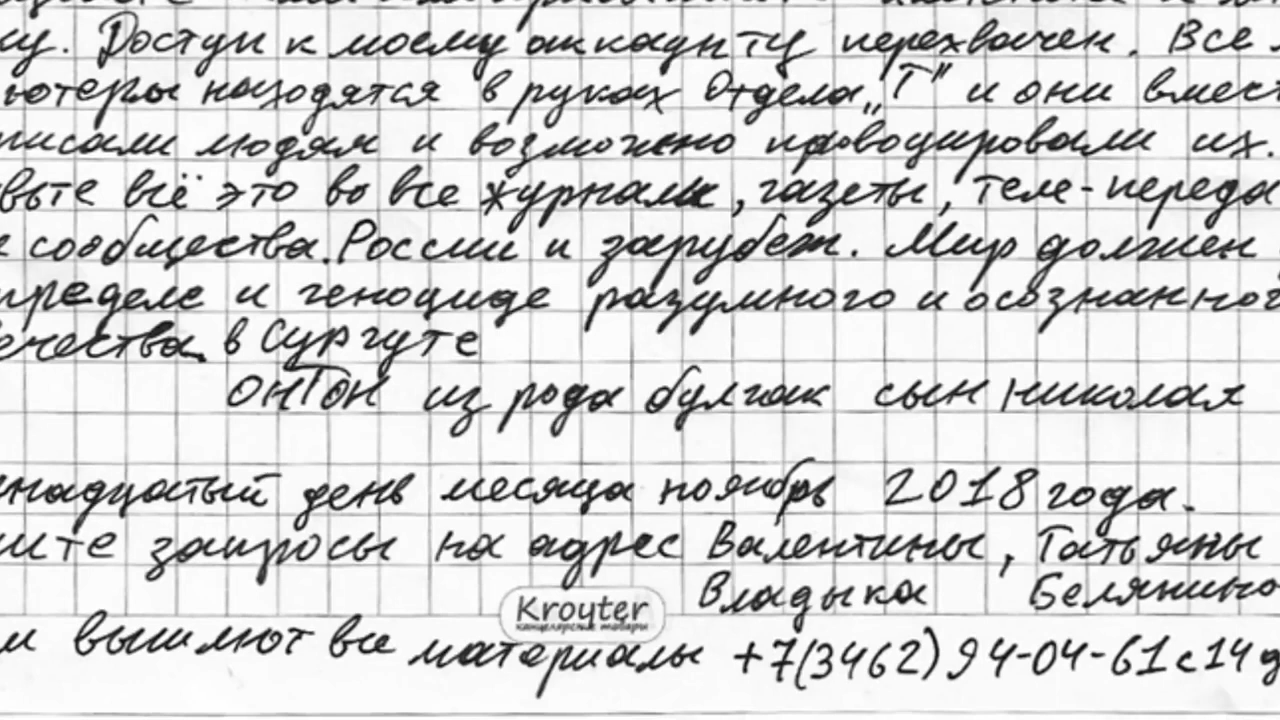 ку. Доступ к моему аккаунту перехвачен. Все
ютеры находятся в руках Отдела „Т" и они вмест
писали людям и возможно провоцировали их.
вьте всё это во все журналы, газеты, теле-переда
сообщества. России и зарубеж. Мир должен
пределе и геноциде разумного и осознанног
ечества в Сургуте
онтон из рода булгак сын николая
надцатый день месяца ноябрь 2018 года.
ите запросы на адрес Валентины, Татьяны
Владыка Белянино
Kroyter
канцелярские товары
и вышлют все материалы +7(3462)94-04-61 с 14 д